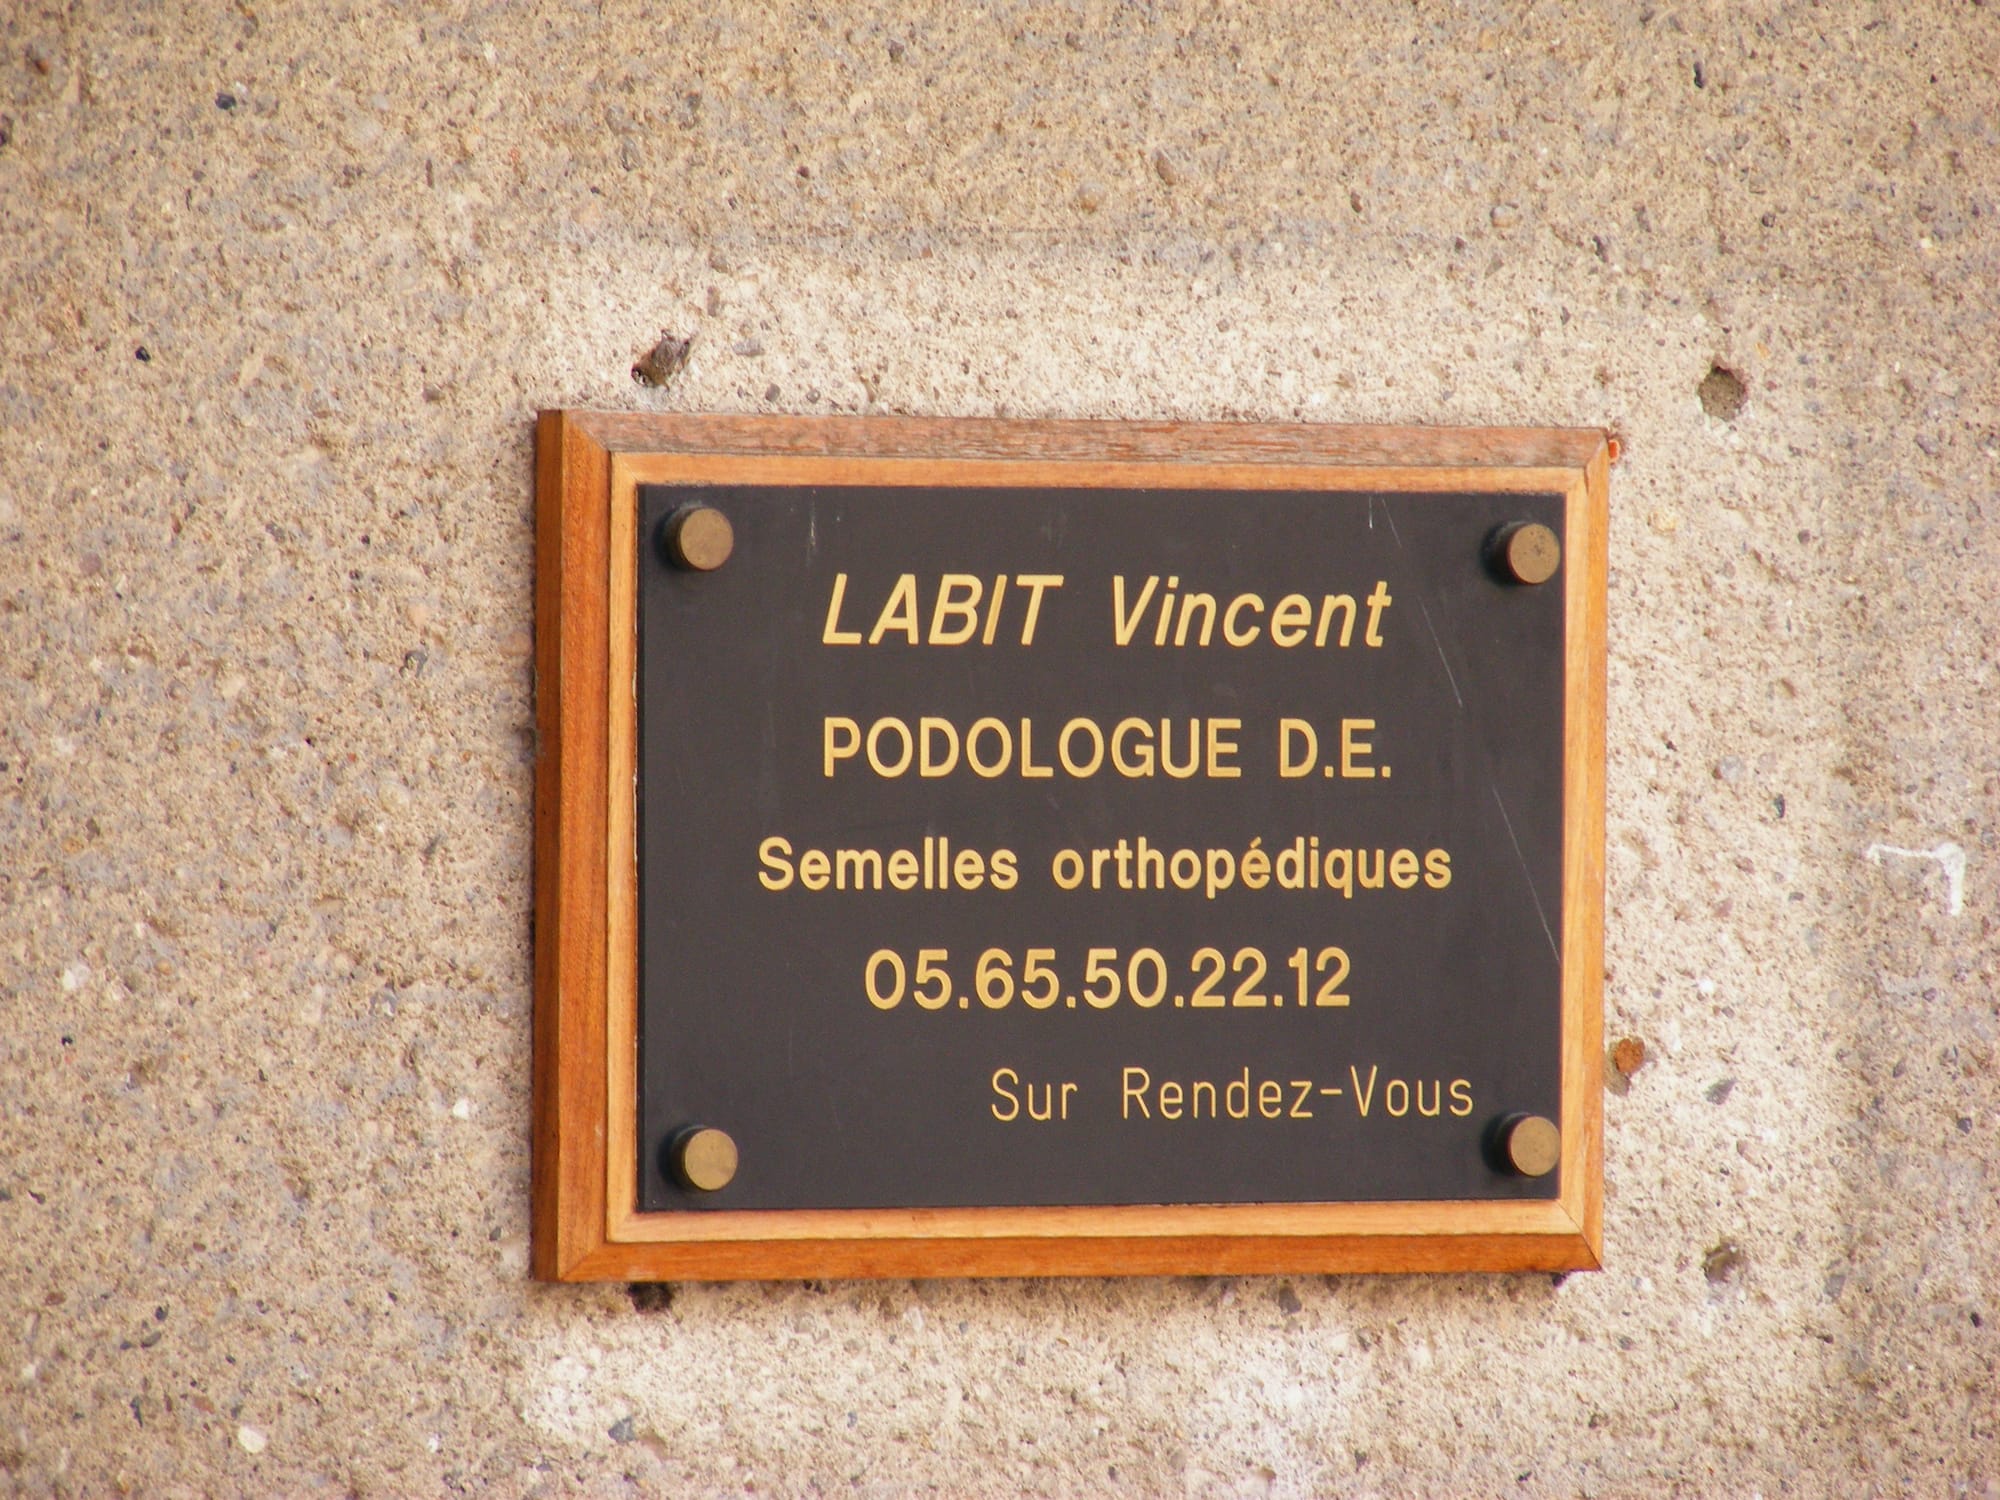 LABIT Vincent
PODOLOGUE D.E.
Semelles orthopédiques
05.65.50.22.12
Sur Rendez-Vous